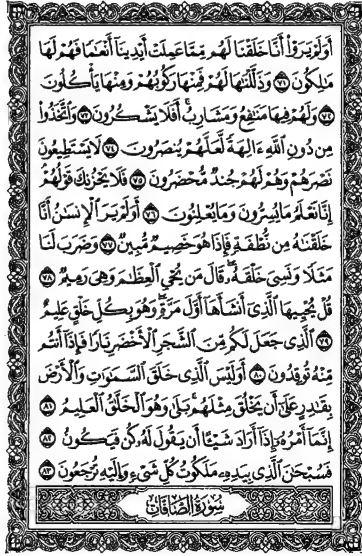 أَوَلَمْ يَرَوْا۟ أَنَّا خَلَقْنَا لَهُم مِّمَّا عَمِلَتْ أَيْدِينَآ أَنْعَـٰمًا فَهُمْ لَهَا
مَـٰلِكُونَ ٧١ وَذَلَّلْنَـٰهَا لَهُمْ فَمِنْهَا رَكُوبُهُمْ وَمِنْهَا يَأْكُلُونَ
٧٢ وَلَهُمْ فِيهَا مَنَـٰفِعُ وَمَشَارِبُ ۖ أَفَلَا يَشْكُرُونَ ٧٣ وَٱتَّخَذُوا۟
مِن دُونِ ٱللَّهِ ءَالِهَةً لَّعَلَّهُمْ يُنصَرُونَ ٧٤ لَا يَسْتَطِيعُونَ
نَصْرَهُمْ وَهُمْ لَهُمْ جُندٌ مُّحْضَرُونَ ٧٥ فَلَا يَحْزُنكَ قَوْلُهُمْ ۘ
إِنَّا نَعْلَمُ مَا يُسِرُّونَ وَمَا يُعْلِنُونَ ٧٦ أَوَلَمْ يَرَ ٱلْإِنسَـٰنُ أَنَّا
خَلَقْنَـٰهُ مِن نُّطْفَةٍ فَإِذَا هُوَ خَصِيمٌ مُّبِينٌ ٧٧ وَضَرَبَ لَنَا
مَثَلًا وَنَسِىَ خَلْقَهُۥ ۖ قَالَ مَن يُحْىِ ٱلْعِظَـٰمَ وَهِىَ رَمِيمٌ ٧٨
قُلْ يُحْيِيهَا ٱلَّذِىٓ أَنشَأَهَآ أَوَّلَ مَرَّةٍ ۖ وَهُوَ بِكُلِّ خَلْقٍ عَلِيمٌ
٧٩ ٱلَّذِى جَعَلَ لَكُم مِّنَ ٱلشَّجَرِ ٱلْأَخْضَرِ نَارًا فَإِذَآ أَنتُم
مِّنْهُ تُوقِدُونَ ٨٠ أَوَلَيْسَ ٱلَّذِى خَلَقَ ٱلسَّمَـٰوَٰتِ وَٱلْأَرْضَ
بِقَـٰدِرٍ عَلَىٰٓ أَن يَخْلُقَ مِثْلَهُم ۚ بَلَىٰ وَهُوَ ٱلْخَلَّـٰقُ ٱلْعَلِيمُ ٨١
إِنَّمَآ أَمْرُهُۥٓ إِذَآ أَرَادَ شَيْـًٔا أَن يَقُولَ لَهُۥ كُن فَيَكُونُ ٨٢
فَسُبْحَـٰنَ ٱلَّذِى بِيَدِهِۦ مَلَكُوتُ كُلِّ شَىْءٍ وَإِلَيْهِ تُرْجَعُونَ ٨٣
سُورَةُ الصَّافَّاتِ